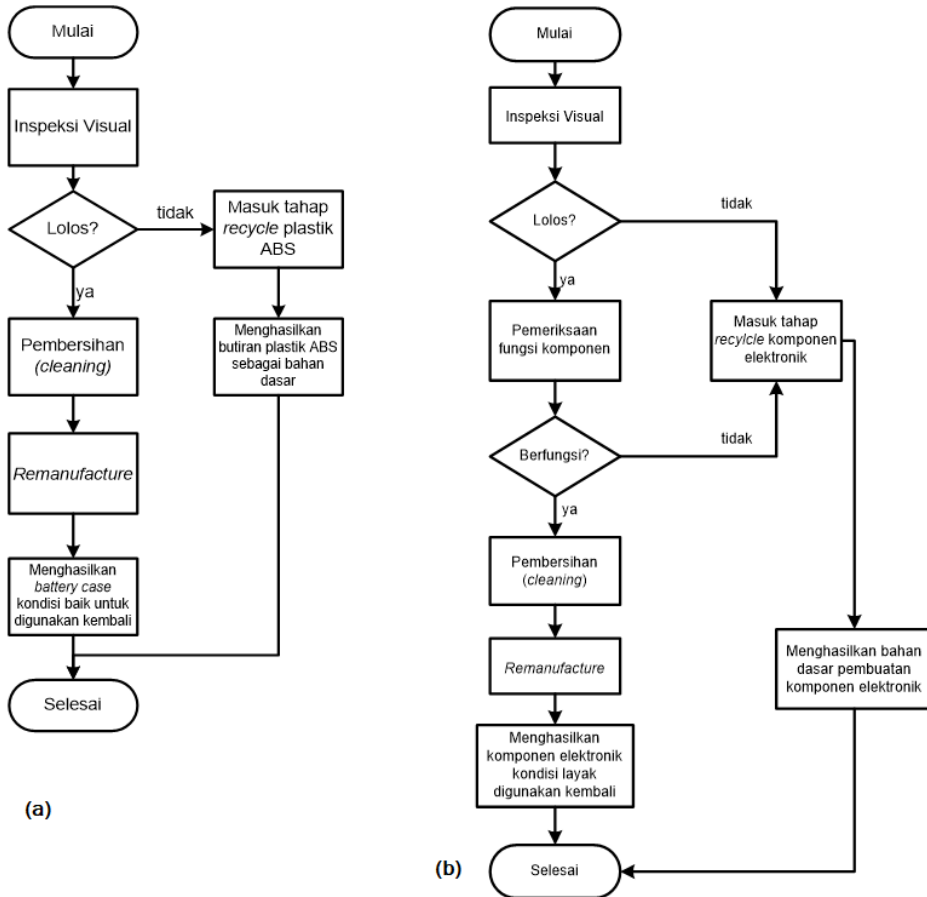 Mulai
Inspeksi Visual
Lolos?
tidak
Masuk tahap
recycle plastik
ABS
ya
Pembersihan
(cleaning)
Menghasilkan
butiran plastik ABS
sebagai bahan
dasar
Remanufacture
Menghasilkan
battery case
kondisi baik untuk
digunakan kembali
Selesai
(a)
Mulai
Inspeksi Visual
Lolos?
tidak
ya
Pemeriksaan
fungsi komponen
Masuk tahap
recylcle komponen
elektronik
Berfungsi?
tidak
ya
Pembersihan
(cleaning)
Remanufacture
Menghasilkan bahan
dasar pembuatan
komponen elektronik
Menghasilkan
komponen elektronik
kondisi layak
digunakan kembali
Selesai
(b)